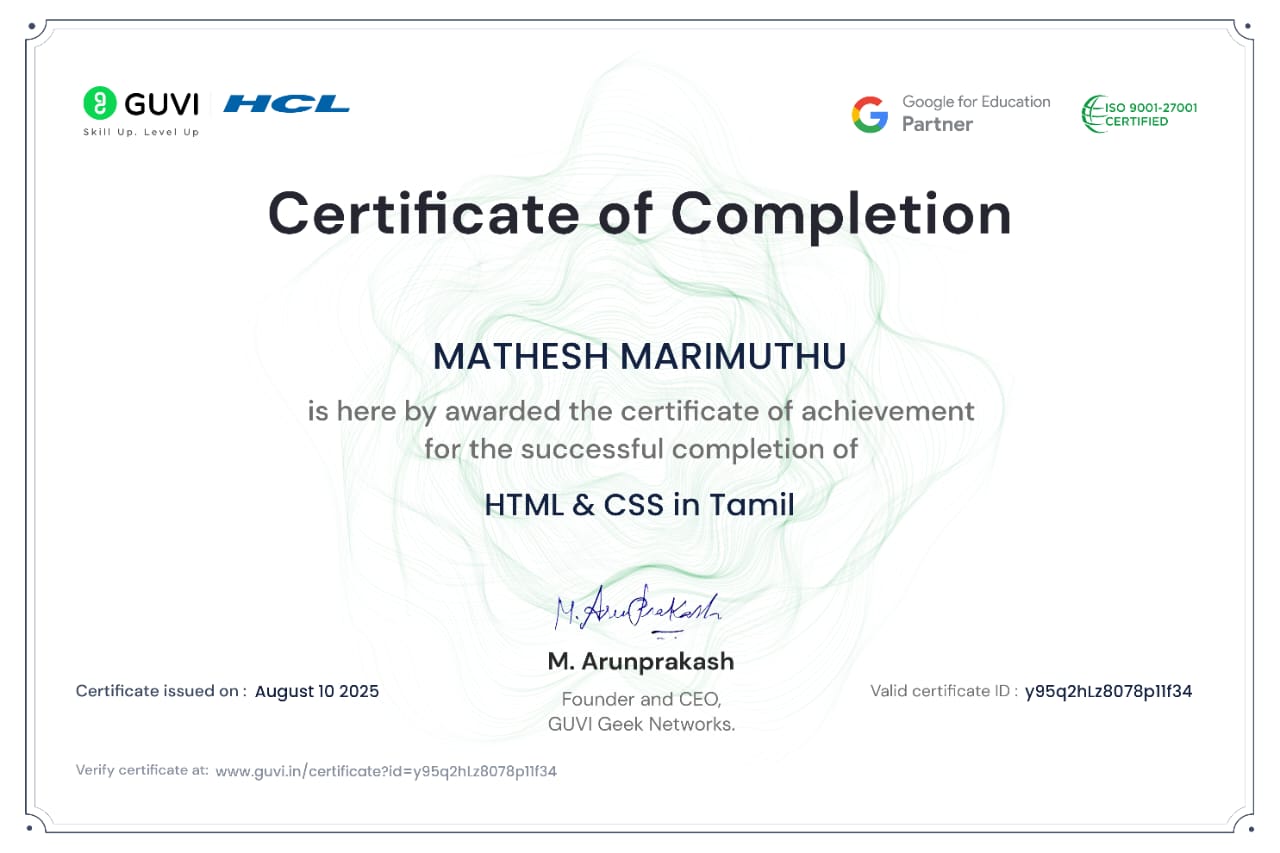 GUVI
HCL
Skill Up. Level Up
Google for Education
Partner
ISO 9001-27001
CERTIFIED
Certificate of Completion
MATHESH MARIMUTHU
is here by awarded the certificate of achievement
for the successful completion of
HTML & CSS in Tamil
M. Arunprakash
M. Arunprakash
Founder and CEO,
GUVI Geek Networks.
Certificate issued on : August 10 2025
Valid certificate ID : y95q2hLz8078p11f34
Verify certificate at: www.guvi.in/certificate?id=y95q2hLz8078p11f34